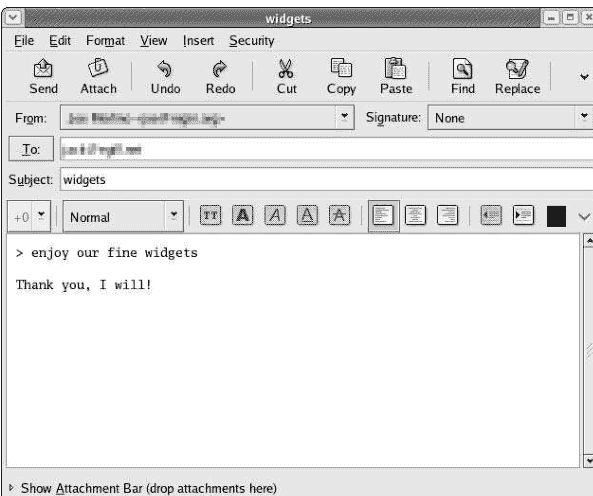 widgets
File Edit Format View Insert Security
Send Attach Undo Redo Cut Copy Paste Find Replace
From: Signature: None
To:
Subject: widgets
+0 Normal TT A A A A
> enjoy our fine widgets
Thank you, I will!
Show Attachment Bar (drop attachments here)